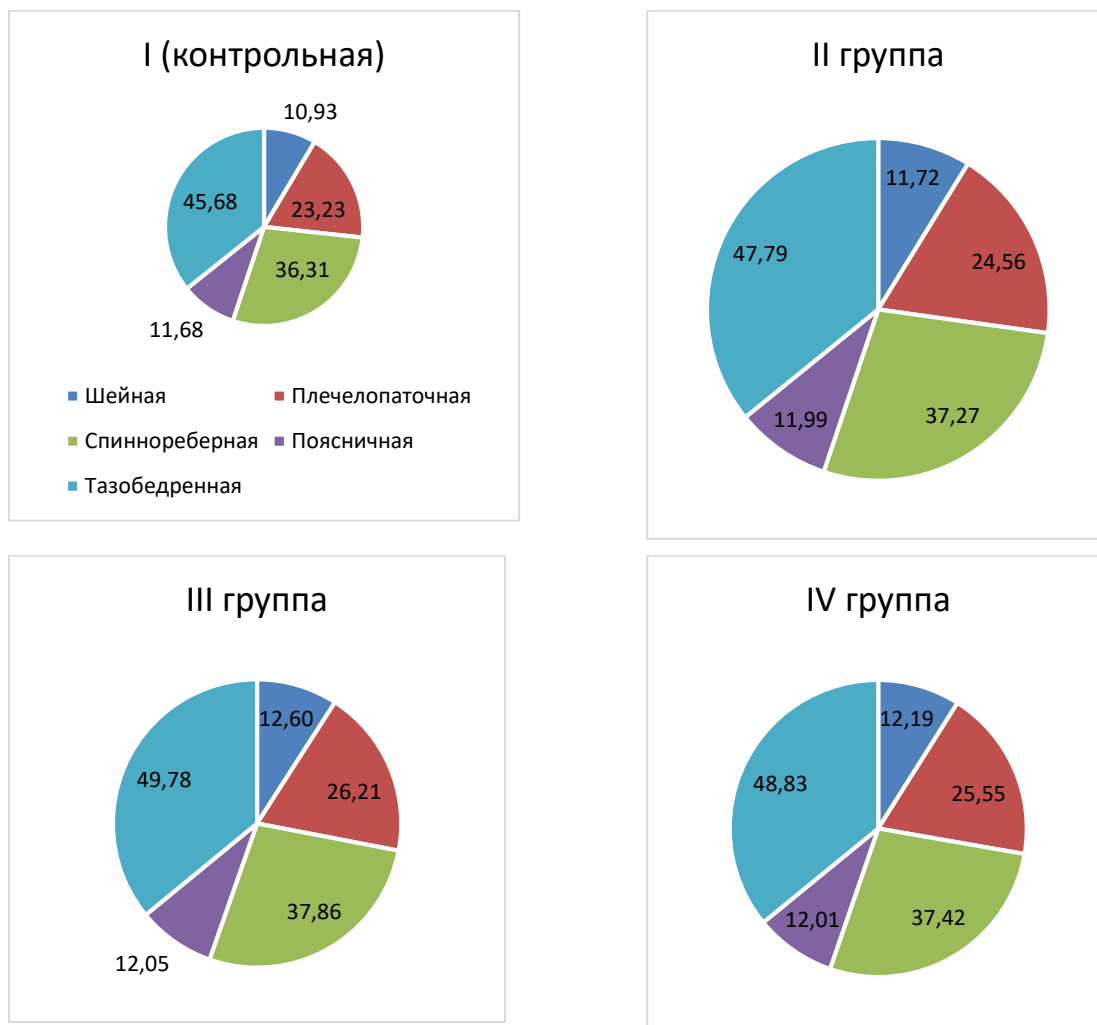 I (контрольная)
10,93
23,23
36,31
11,68
45,68
Шейная
Плечелопаточная
Спиннореберная
Поясничная
Тазобедренная
II группа
11,72
24,56
37,27
11,99
47,79
III группа
12,60
26,21
37,86
12,05
49,78
IV группа
12,19
25,55
37,42
12,01
48,83